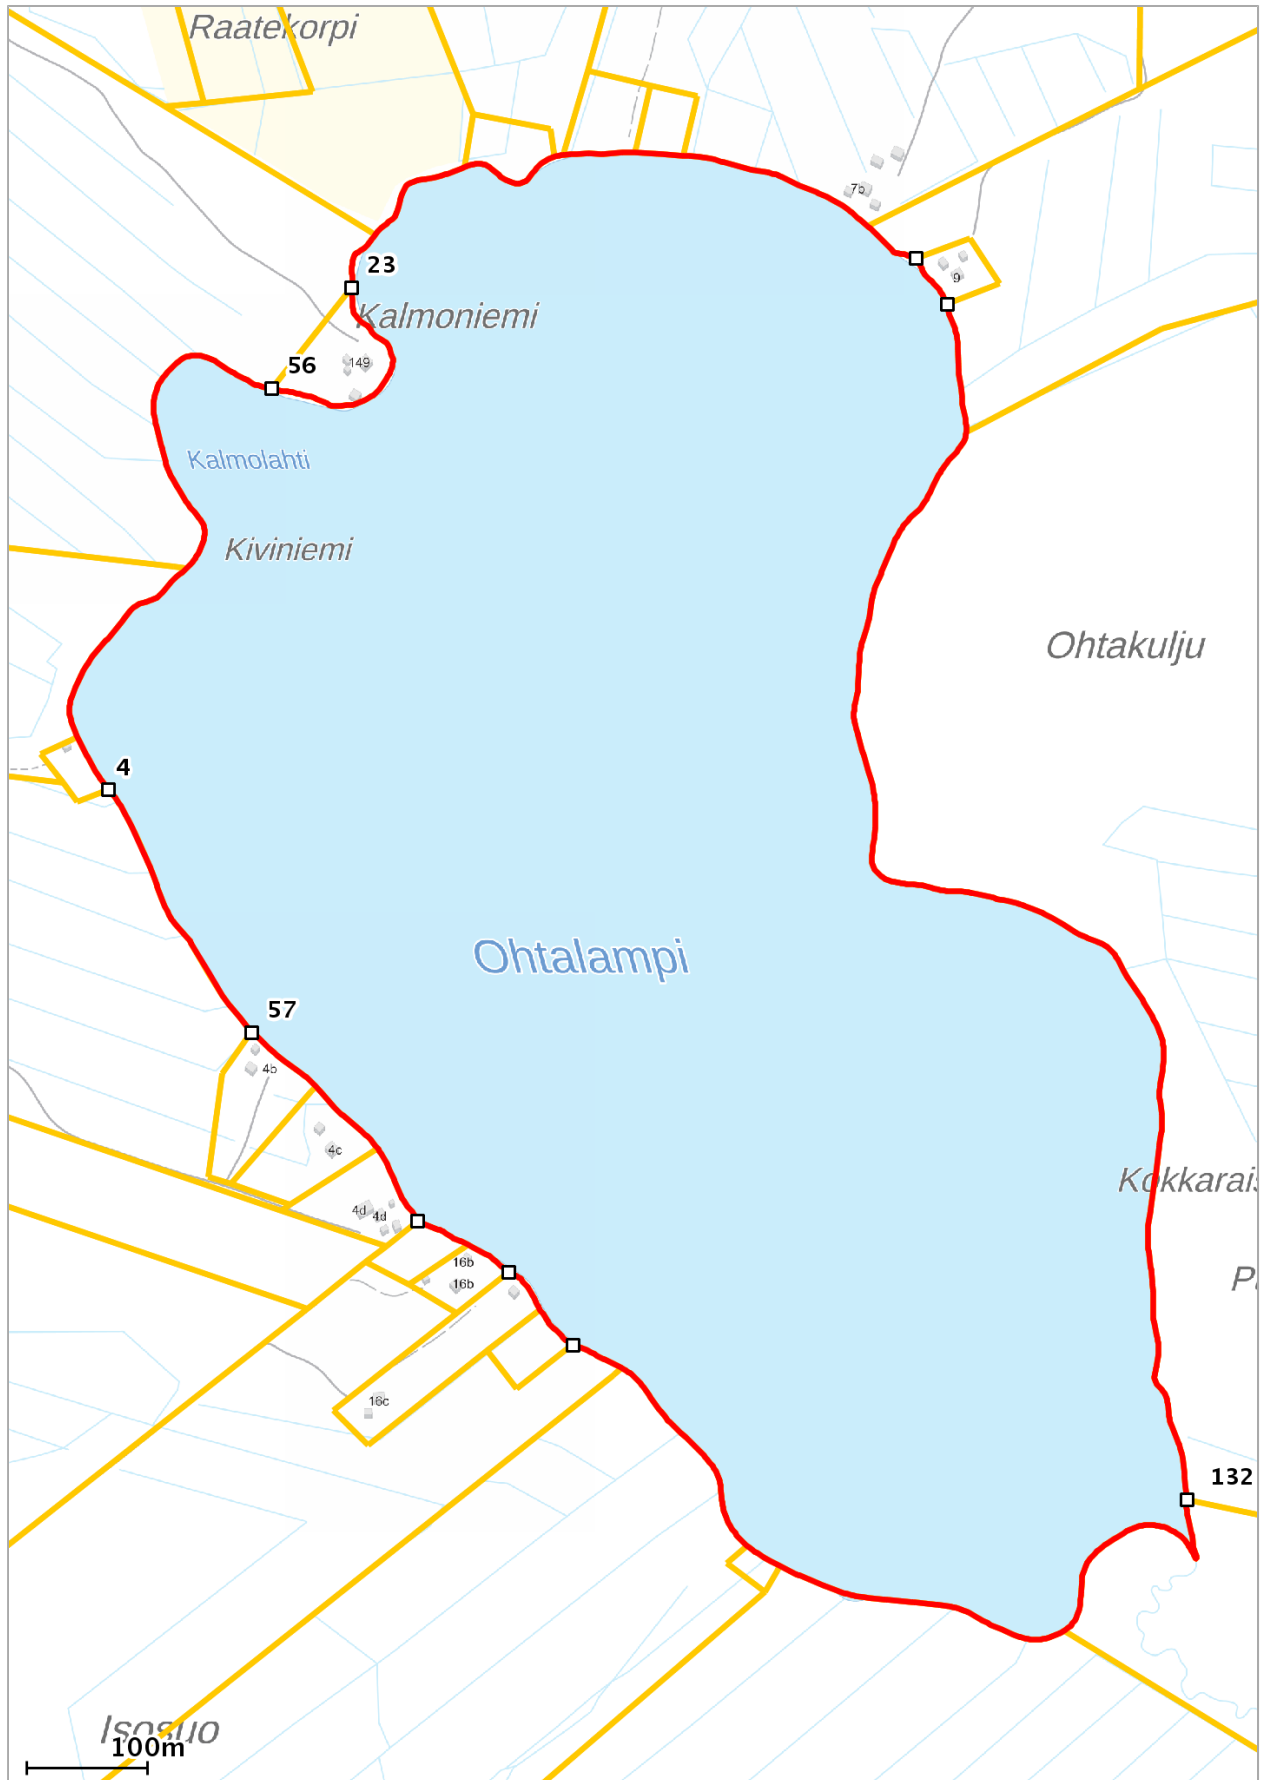 Raatekorpi
7b
23
9
Kalmoniemi
56
149
Kalmolahti
Kiviniemi
Ohtakulju
4
Ohtalampi
57
4b
4c
Kokkarais
4d
4d
16b
16b
P
16c
132
Isosuo
100m